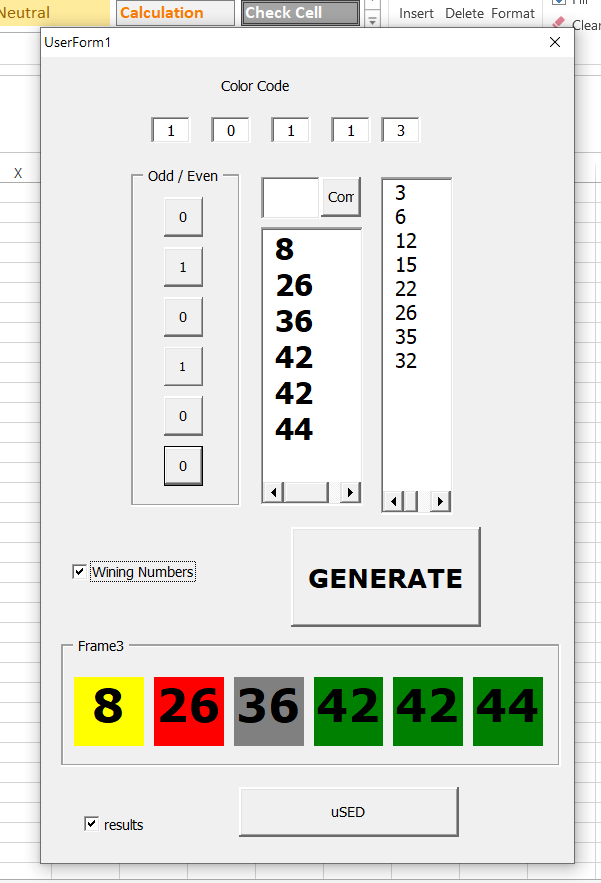 Neutral
Calculation
Check Cell
Insert Delete Format
Clear
UserForm1
Color Code
1 0 1 1 3
X
Odd / Even
0
1
0
1
0
0
Com
8
26
36
42
42
44
3
6
12
15
22
26
35
32
Wining Numbers
GENERATE
Frame3
8 26 36 42 42 44
results
uSED